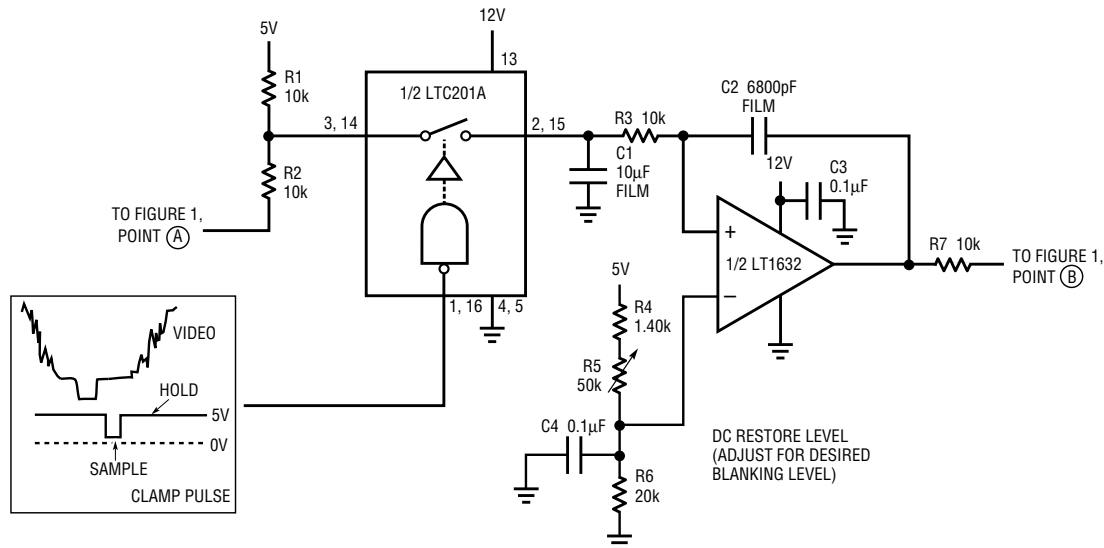 12V
5V
13
R1
10k
1/2 LTC201A
3, 14
2, 15
R2
10k
TO FIGURE 1,
POINT Ⓐ
R3 10k
C1
10µF
FILM
C2 6800pF
FILM
12V
C3
0.1µF
+
1/2 LT1632
−
R7 10k
TO FIGURE 1,
POINT Ⓑ
1, 16
4, 5
5V
R4
1.40k
R5
50k
C4 0.1µF
R6
20k
DC RESTORE LEVEL
(ADJUST FOR DESIRED
BLANKING LEVEL)
VIDEO
HOLD
5V
0V
SAMPLE
CLAMP PULSE